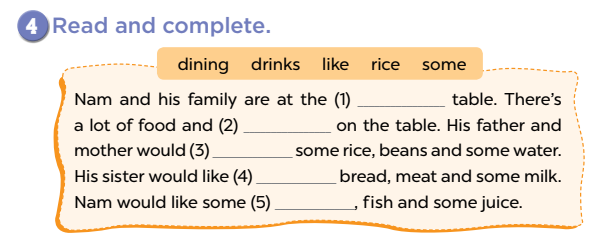 4 Read and complete.
dining drinks like rice some
Nam and his family are at the (1) __________ table. There's
a lot of food and (2) __________ on the table. His father and
mother would (3) __________ some rice, beans and some water.
His sister would like (4) __________ bread, meat and some milk.
Nam would like some (5) __________, fish and some juice.